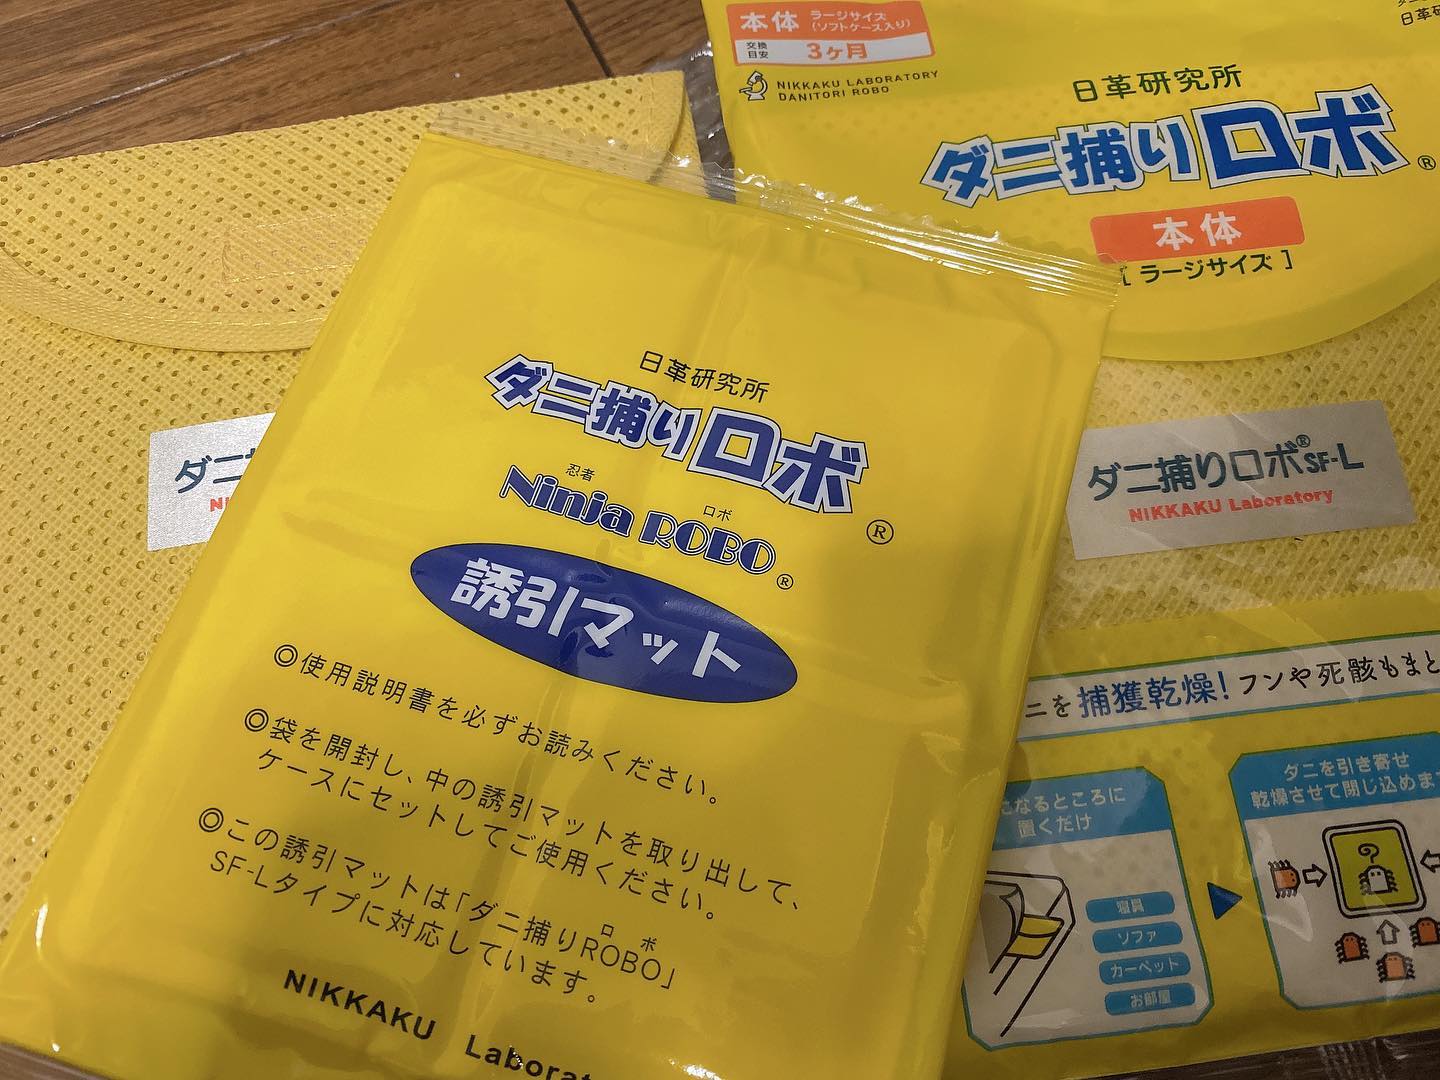 本体 ラージサイズ
(ソフトケース入り)
交換
目安 3ヶ月
NIKKAKU LABORATORY
DANITORI ROBO
日革研究所
ダニ捕りロボ®
本体
[ ラージサイズ ]
日革研究所
ダニ捕りロボ®
忍者 ロボ
Ninja ROBO®
誘引マット
◎使用説明書を必ずお読みください。
◎袋を開封し、中の誘引マットを取り出して、
ケースにセットしてご使用ください。
◎この誘引マットは「ダニ捕りROBO」
ロボ
SF-Lタイプに対応しています。
NIKKAKU Laborat
ダニ
NI
ダニ捕りロボ®SF-L
NIKKAKU Laboratory
ニを捕獲乾燥!フンや死骸もまと
になるところに
置くだけ
寝具
ソファ
カーペット
お部屋
ダニを引き寄せ
乾燥させて閉じ込めま